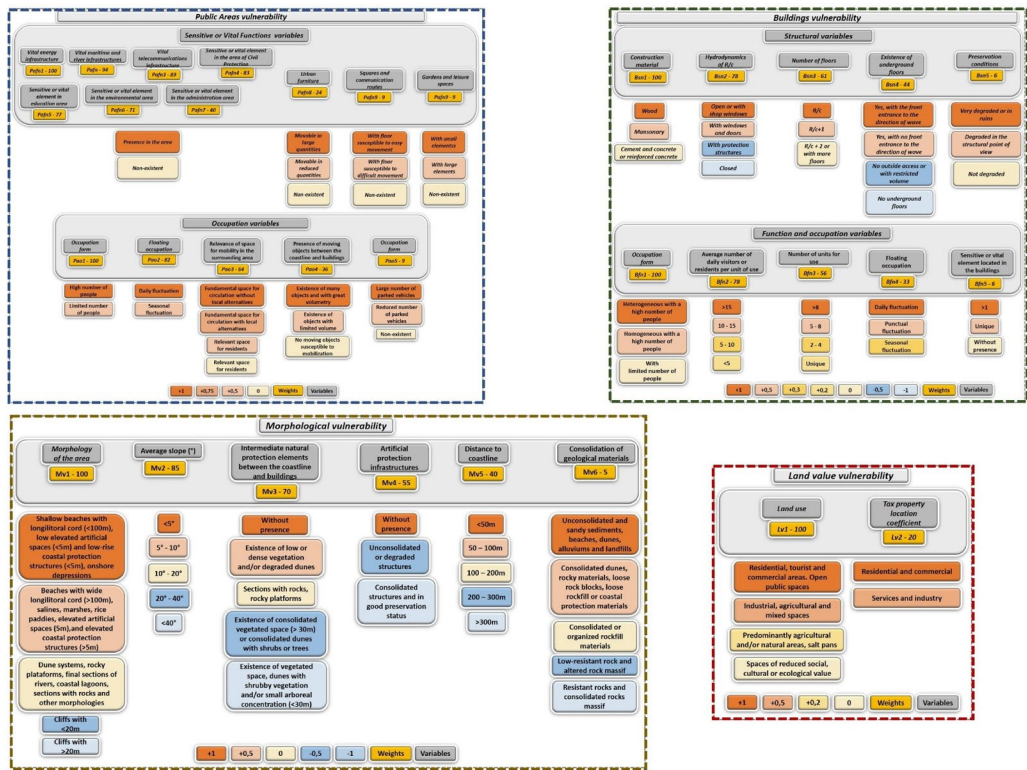 Public Areas vulnerability
Sensitive or Vital Functions variables
Vital energy
infrastructure
Pafn1 - 100
Vital maritime and
river infrastructures
Pafn - 94
Vital
telecommunications
infrastructure
Pafn3 - 89
Sensitive or vital
element in the area
of Civil
Protection
Pafn4 - 83
Urban
furniture
Pafn8 - 24
Squares and
communication
routes
Pafn9 - 9
Gardens and leisure
spaces
Pafn9 - 9
Sensitive or vital
element in
education area
Pafn5 - 77
Sensitive or vital element
in the environmental area
Pafn6 - 71
Sensitive or vital element
in the administration area
Pafn7 - 40
Presence in the area
Non-existent
Movable in
large
quantities
Movable in
reduced
quantities
Non-existent
With floor
susceptible to easy
movement
With floor
susceptible to
difficult movement
Non-existent
With small
elements
With large
elements
Non-existent
Occupation variables
Occupation
form
Pao1 - 100
Floating
occupation
Pao2 - 82
Relevance of space
for mobility in the
surrounding area
Pao3 - 64
Presence of moving
objects between the
coastline and buildings
Pao4 - 36
Occupation
form
Pao5 - 9
High number of
people
Limited number
of people
Daily fluctuation
Seasonal
fluctuation
Fundamental space for
circulation without
local alternatives
Fundamental space for
circulation with local
alternatives
Relevant space
for residents
Relevant space
for residents
Existence of many
objects and with great
volumetry
Existence of
objects with
limited volume
No moving objects
susceptible to
mobilization
Large number of
parked vehicles
Reduced number
of parked
vehicles
Non-existent
+1
+0,75
+0,5
0
Weights
Variables
Buildings vulnerability
Structural variables
Construction
material
Bsn1 - 100
Hydrodynamics
of R/c
Bsn2 - 78
Number of floors
Bsn3 - 61
Existence of
underground
floors
Bsn4 - 44
Preservation
conditions
Bsn5 - 6
Wood
Mansonary
Cement and concrete
or reinforced concrete
Open or with
shop windows
With windows
and doors
With protection
structures
Closed
R/c
R/c+1
R/c + 2 or
with more
floors
Yes, with the front
entrance to the
direction of wave
Yes, with no front
entrance to the
direction of wave
No outside access or
with restricted
volume
No underground
floors
Very degraded or in
ruins
Degraded in the
structural point of
view
Not degraded
Function and occupation variables
Occupation
form
Bfn1 - 100
Average number of
daily visitors or
residents per unit of use
Bfn2 - 78
Number of units for
use
Bfn3 - 56
Floating
occupation
Bfn4 - 33
Sensitive or vital
element located in
the buildings
Bfn5 - 6
Heterogeneous with a
high number of
people
Homogeneous with a
high number of
people
With
limited number of
people
>15
10 - 15
5 - 10
<5
>8
5 - 8
2 - 4
Unique
Daily fluctuation
Punctual
fluctuation
Seasonal
fluctuation
>1
Unique
Without
presence
+1
+0,5
+0,3
+0,2
0
-0,5
-1
Weights
Variables
Morphological vulnerability
Morphology
of the area
Mv1 - 100
Average slope (°)
Mv2 - 85
Intermediate natural
protection elements
between the coastline
and buildings
Mv3 - 70
Artificial
protection
infrastructures
Mv4 - 55
Distance to
coastline
Mv5 - 40
Consolidation of
geological materials
Mv6 - 5
Shallow beaches with
longilitoral cord (<100m),
low elevated artificial
spaces (<5m) and low-rise
coastal protection
structures (<5m), onshore
depressions
Beaches with wide
longilitoral cord (>100m),
salines, marshes, rice
paddies, elevated artificial
spaces (5m),and elevated
coastal protection
structures (>5m)
Dune systems, rocky
plataforms, final sections of
rivers, coastal lagoons,
sections with rocks and
other morphologies
Cliffs with
<20m
Cliffs with
>20m
<5°
5° - 10°
10° - 20°
20° - 40°
<40°
Without
presence
Existence of low or
dense vegetation
and/or degraded dunes
Sections with rocks,
rocky platforms
Existence of consolidated
vegetated space (> 30m)
or consolidated dunes
with shrubs or trees
Existence of vegetated
space, dunes with
shrubby vegetation
and/or small arboreal
concentration (<30m)
Without
presence
Unconsolidated
or degraded
structures
Consolidated
structures and in
good preservation
status
<50m
50 – 100m
100 – 200m
200 – 300m
>300m
Unconsolidated and
sandy sediments,
beaches, dunes,
alluviums and landfills
Consolidated dunes,
rocky materials, loose
rock blocks, loose
rockfill or coastal
protection materials
Consolidated or
organized rockfill
materials
Low-resistant rock and
altered rock massif
Resistant rocks and
consolidated rocks
massif
+1
+0,5
0
-0,5
-1
Weights
Variables
Land value vulnerability
Land use
Lv1 - 100
Tax property
location
coefficient
Lv2 - 20
Residential, tourist and
commercial areas. Open
public spaces
Industrial, agricultural and
mixed spaces
Predominantly agricultural
and/or natural areas, salt pans
Spaces of reduced social,
cultural or ecological value
Residential and commercial
Services and industry
+1
+0,5
+0,2
0
Weights
Variables